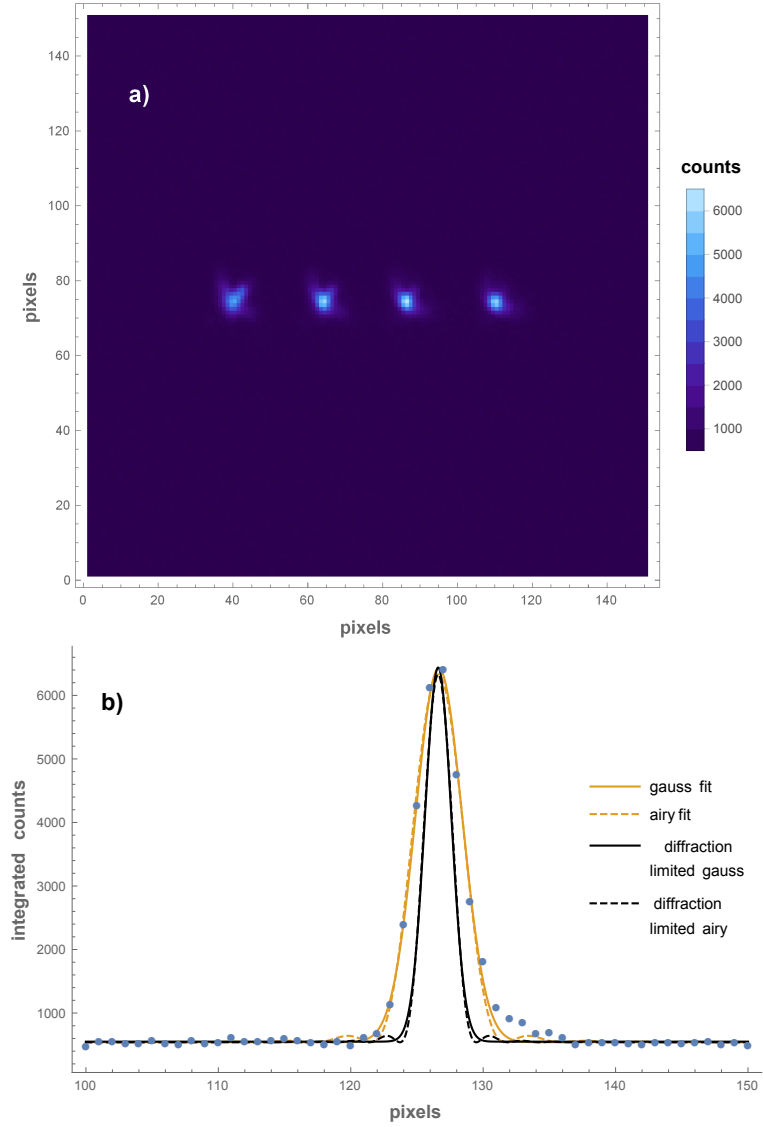 a)
140
120
100
80
60
40
20
0
pixels
0 20 40 60 80 100 120 140
pixels
counts
6000
5000
4000
3000
2000
1000
b)
6000
5000
4000
3000
2000
1000
integrated counts
gauss fit
airy fit
diffraction
limited gauss
diffraction
limited airy
100 110 120 130 140 150
pixels